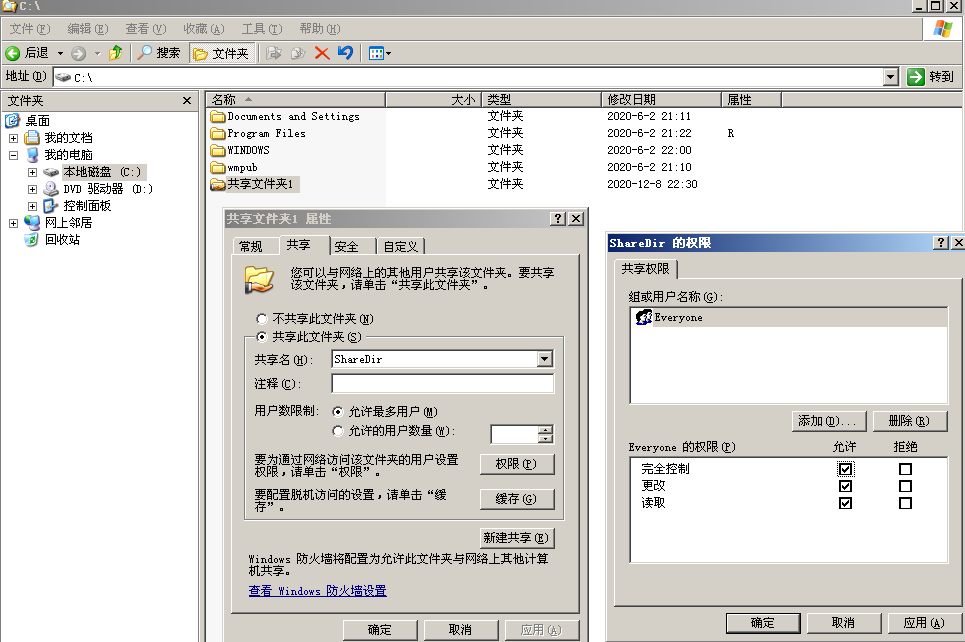 C:\
文件(F) 编辑(E) 查看(V) 收藏(A) 工具(T) 帮助(H)
后退 搜索 文件夹
地址(D) C:\ 转到
文件夹
桌面
我的文档
我的电脑
本地磁盘 (C:)
DVD 驱动器 (D:)
控制面板
网上邻居
回收站
名称 大小 类型 修改日期 属性
Documents and Settings 文件夹 2020-6-2 21:11
Program Files 文件夹 2020-6-2 21:22 R
WINDOWS 文件夹 2020-6-2 22:00
wmpub 文件夹 2020-6-2 21:10
共享文件夹1 文件夹 2020-12-8 22:30
共享文件夹1 属性
常规 共享 安全 自定义
您可以与网络上的其他用户共享该文件夹。要共享
该文件夹，请单击“共享此文件夹”。
不共享此文件夹(N)
共享此文件夹(S)
共享名(H): ShareDir
注释(C):
用户数限制: 允许最多用户(M)
允许的用户数量(W):
要为通过网络访问该文件夹的用户设置
权限，请单击“权限”。
权限(P)
要配置脱机访问的设置，请单击“缓
存”。
缓存(G)
新建共享(E)
Windows 防火墙将配置为允许此文件夹与网络上其他计算
机共享。
查看 Windows 防火墙设置
确定 取消 应用(A)
ShareDir 的权限
共享权限
组或用户名称(G):
Everyone
添加(D)... 删除(R)
Everyone 的权限(P) 允许 拒绝
完全控制
更改
读取
确定 取消 应用(A)